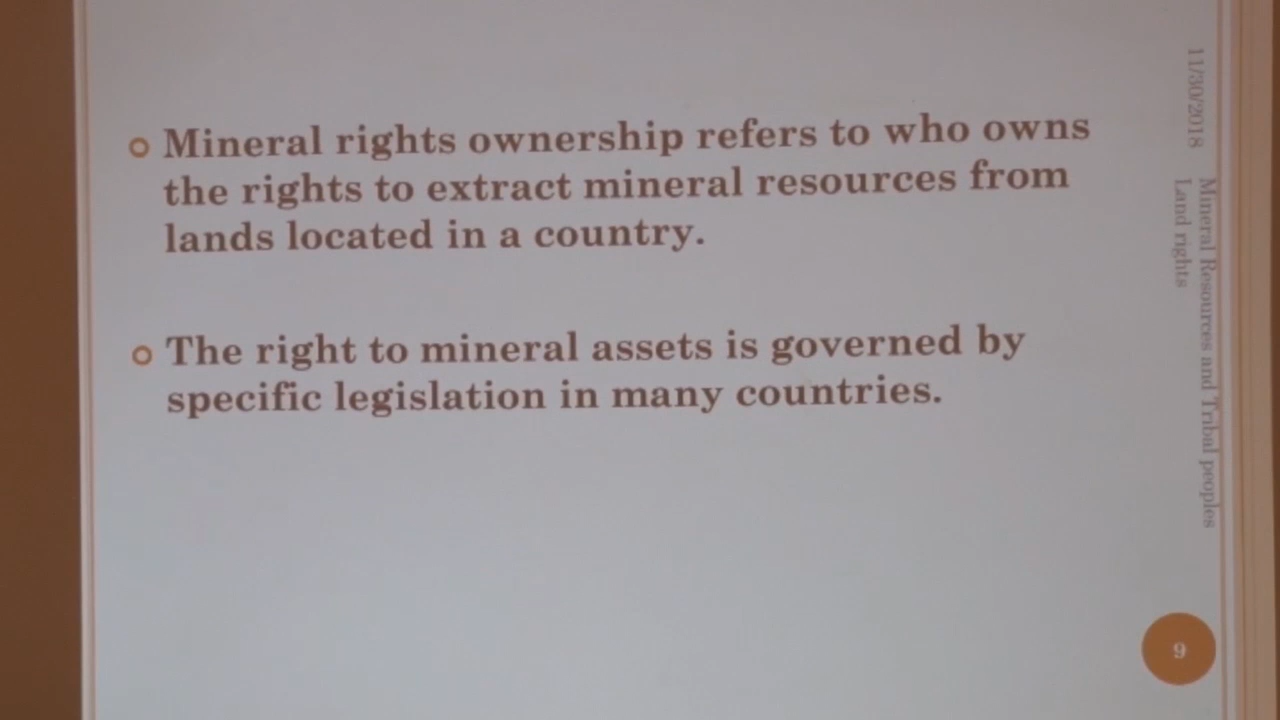 Mineral rights ownership refers to who owns
the rights to extract mineral resources from
lands located in a country.
The right to mineral assets is governed by
specific legislation in many countries.
11/30/2018
Mineral Resources and Tribal peoples
Land rights
9